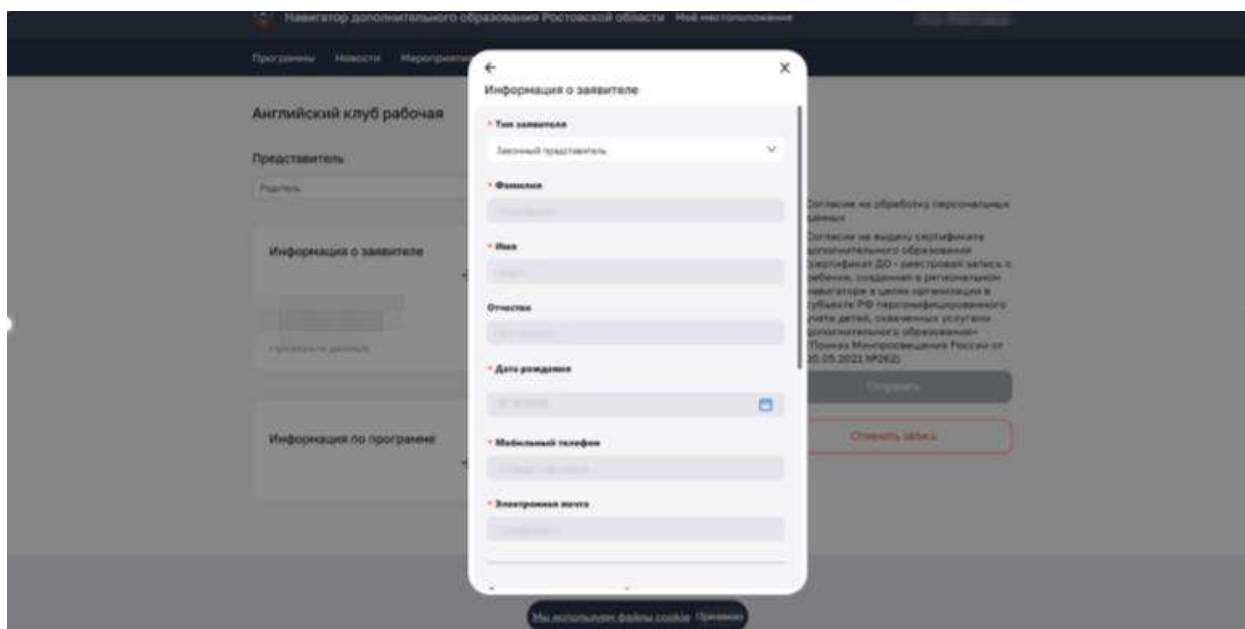 Навигатор дополнительного образования Ростовской области Моё местоположение
Программы Новости Мероприятия
Английский клуб рабочая
Представитель
Родитель
Информация о заявителе
Проверьте данные
Информация по программе
Информация о заявителе
* Тип заявителя
Законный представитель
* Фамилия
* Имя
Отчество
* Дата рождения
* Мобильный телефон
* Электронная почта
Согласие на обработку персональных
данных
Согласие на выдачу сертификата
дополнительного образования
(сертификат ДО - реестровая запись о
ребенке, созданная в региональном
навигаторе в целях организации в
субъекте РФ персонифицированного
учета детей, охваченных услугами
дополнительного образования»
(Приказ Минпросвещения России от
20.05.2021 №262)
Отправить
Отменить запись
Мы используем файлы cookie Принимаю